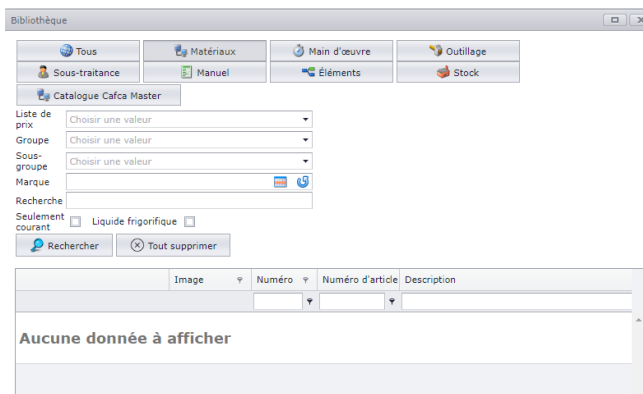 Bibliothèque
Tous Matériaux Main d'œuvre Outillage
Sous-traitance Manuel Éléments Stock
Catalogue Cafca Master
Liste de prix Choisir une valeur
Groupe Choisir une valeur
Sous-groupe Choisir une valeur
Marque
Recherche
Seulement courant Liquide frigorifique
Rechercher Tout supprimer
Image Numéro Numéro d'article Description
Aucune donnée à afficher